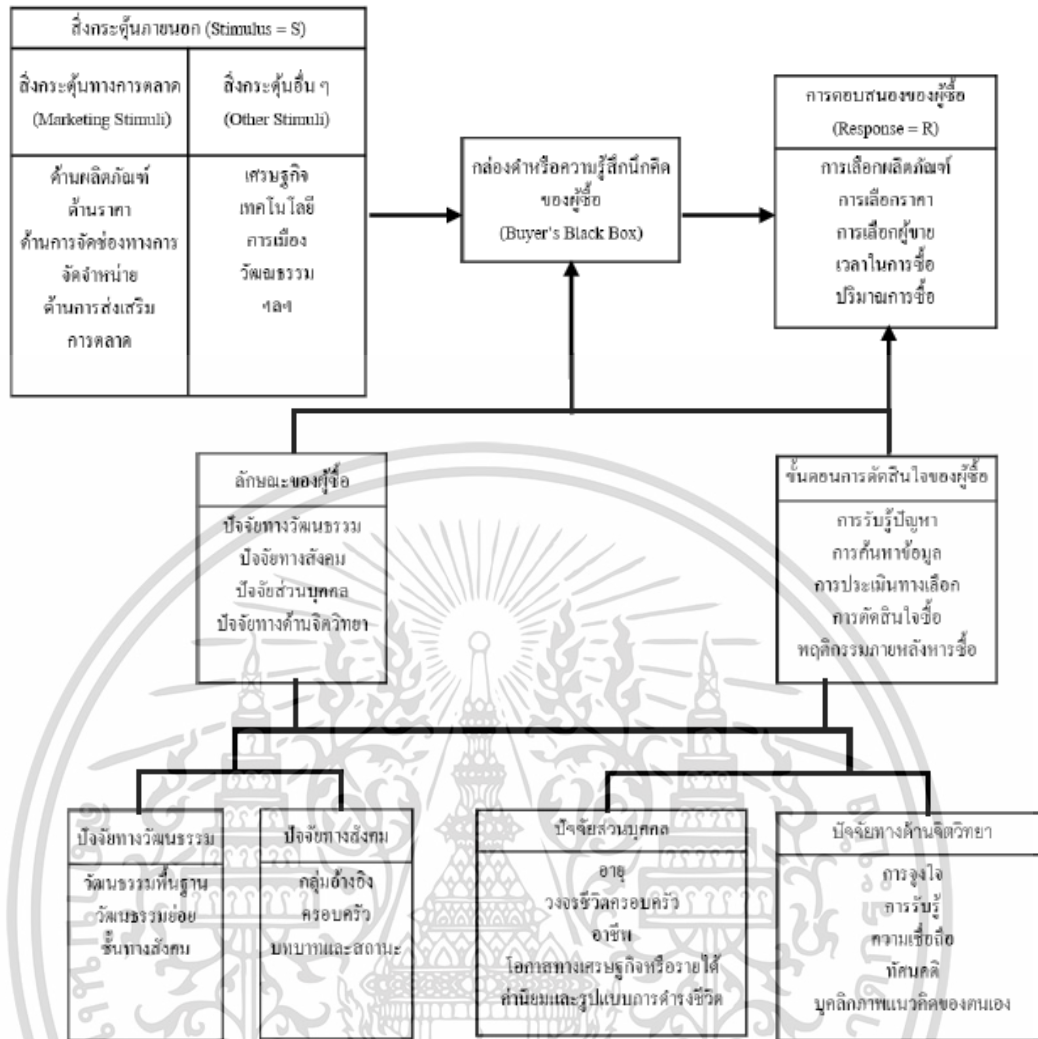 สิ่งกระตุ้นภายนอก (Stimulus = S)
สิ่งกระตุ้นทางการตลาด
(Marketing Stimuli)
สิ่งกระตุ้นอื่น ๆ
(Other Stimuli)
ด้านผลิตภัณฑ์
ด้านราคา
ด้านการจัดช่องทางการ
จัดจำหน่าย
ด้านการส่งเสริม
การตลาด
เศรษฐกิจ
เทคโนโลยี
การเมือง
วัฒนธรรม
ฯลฯ
กล่องดำหรือความรู้สึกนึกคิด
ของผู้ซื้อ
(Buyer's Black Box)
การตอบสนองของผู้ซื้อ
(Response = R)
การเลือกผลิตภัณฑ์
การเลือกราคา
การเลือกผู้ขาย
เวลาในการซื้อ
ปริมาณการซื้อ
ลักษณะของผู้ซื้อ
ปัจจัยทางวัฒนธรรม
ปัจจัยทางสังคม
ปัจจัยส่วนบุคคล
ปัจจัยทางด้านจิตวิทยา
ขั้นตอนการตัดสินใจของผู้ซื้อ
การรับรู้ปัญหา
การค้นหาข้อมูล
การประเมินทางเลือก
การตัดสินใจซื้อ
พฤติกรรมภายหลังหารซื้อ
ปัจจัยทางวัฒนธรรม
วัฒนธรรมพื้นฐาน
วัฒนธรรมย่อย
ชั้นทางสังคม
ปัจจัยทางสังคม
กลุ่มอ้างอิง
ครอบครัว
บทบาทและสถานะ
ปัจจัยส่วนบุคคล
อายุ
วงจรชีวิตครอบครัว
อาชีพ
โอกาสทางเศรษฐกิจหรือรายได้
ค่านิยมและรูปแบบการดำรงชีวิต
ปัจจัยทางด้านจิตวิทยา
การจูงใจ
การรับรู้
ความเชื่อถือ
ทัศนคติ
บุคลิกภาพแนวคิดของตนเอง